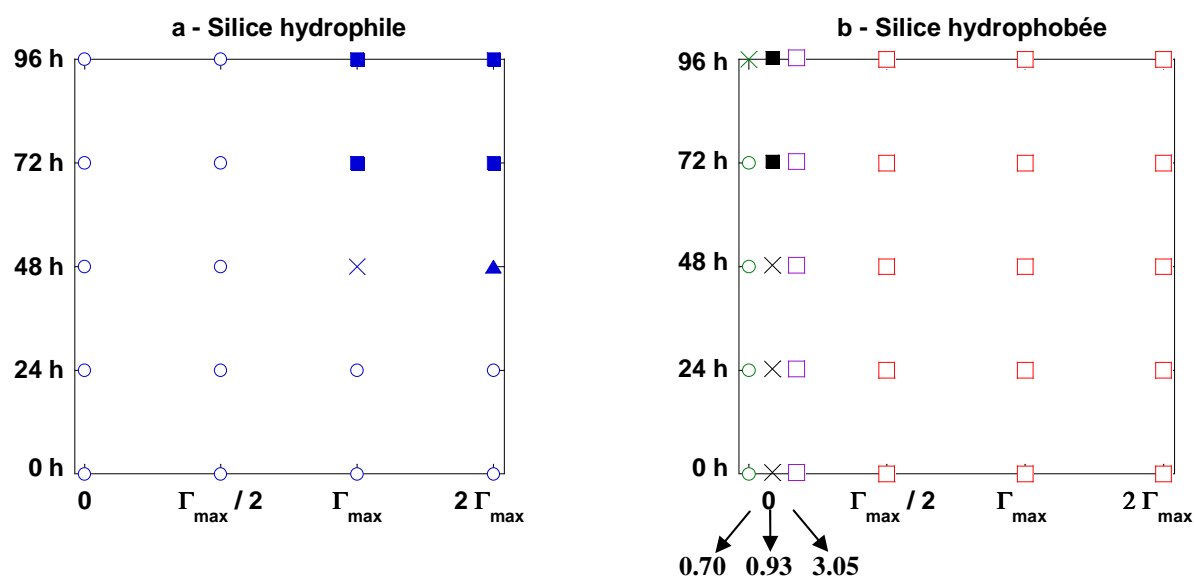 a - Silice hydrophile
96 h
72 h
48 h
24 h
0 h
0 Γmax / 2 Γmax 2 Γmax
b - Silice hydrophobée
96 h
72 h
48 h
24 h
0 h
0 Γmax / 2 Γmax 2 Γmax
0.70 0.93 3.05